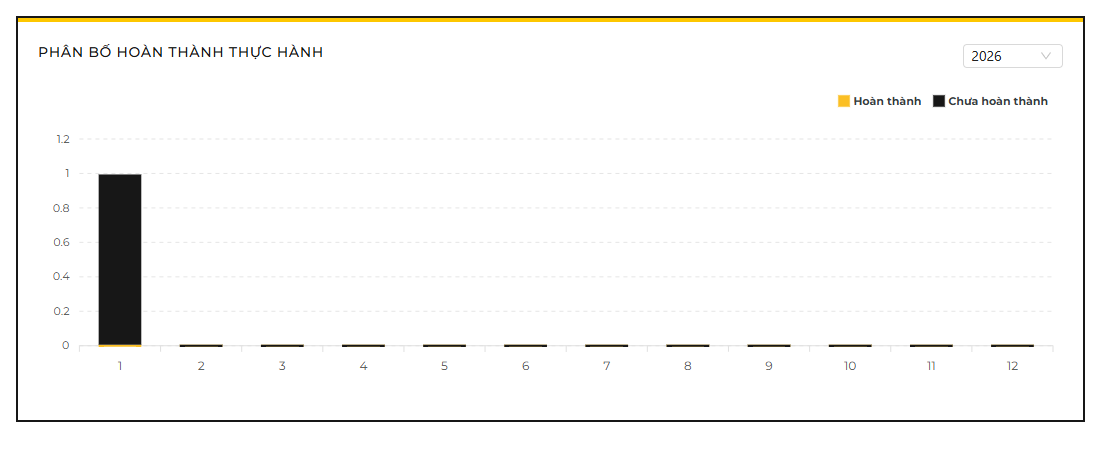 PHÂN BỐ HOÀN THÀNH THỰC HÀNH
2026
Hoàn thành Chưa hoàn thành
1.2
1
0.8
0.6
0.4
0.2
0
1 2 3 4 5 6 7 8 9 10 11 12